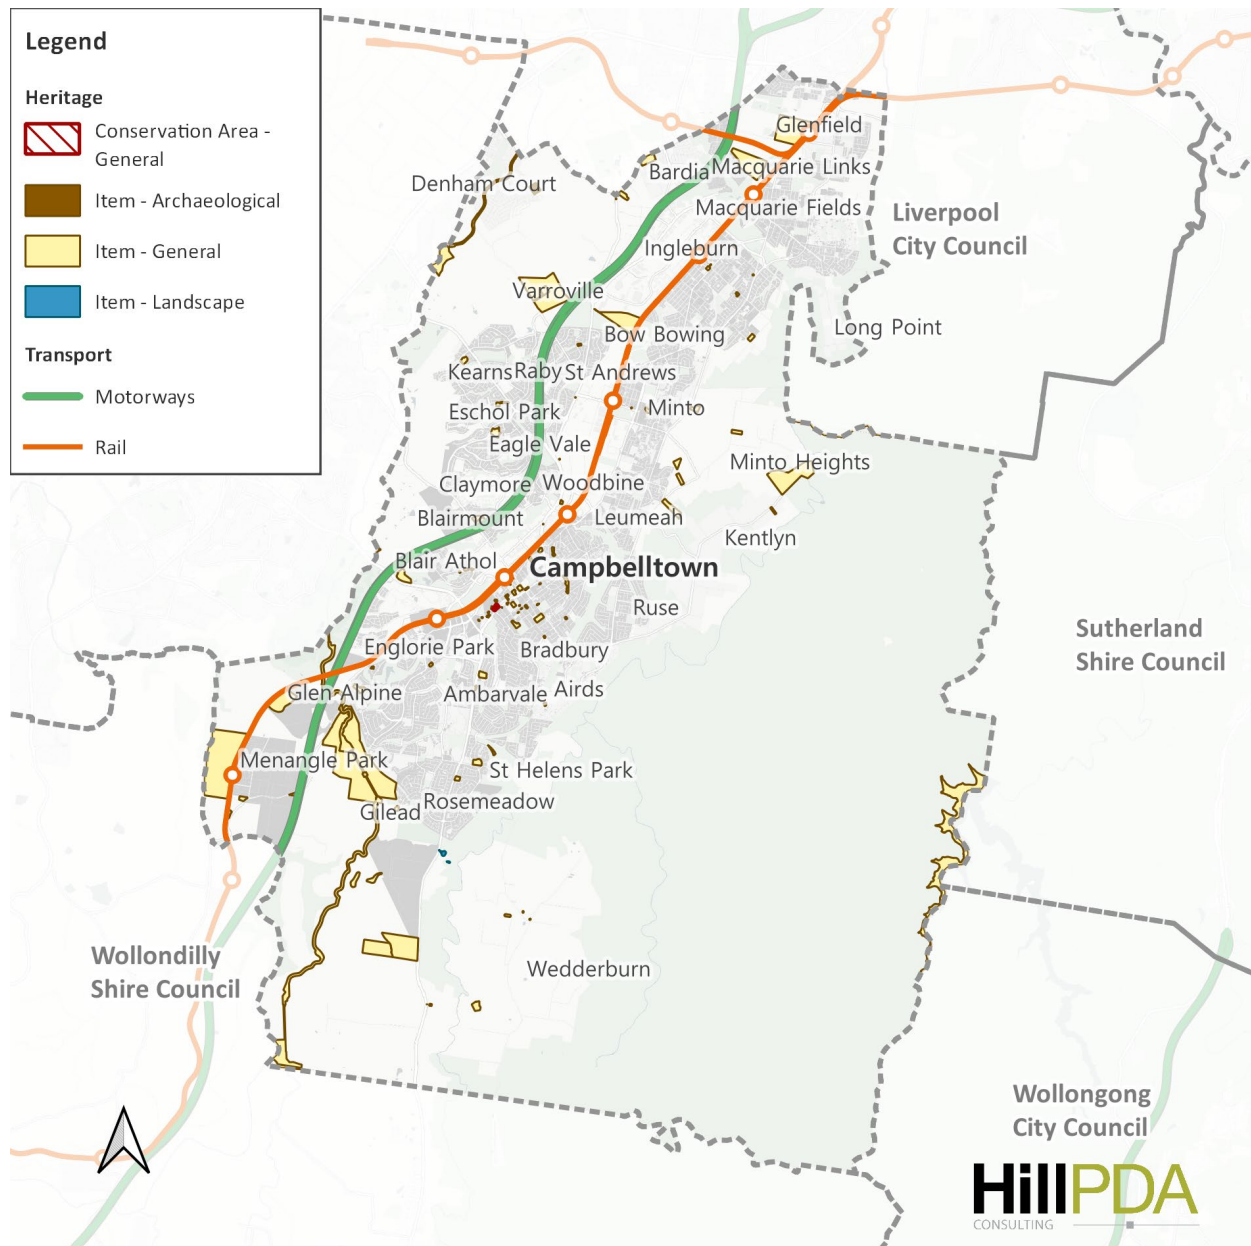 Legend
Heritage
Conservation Area -
General
Item - Archaeological
Item - General
Item - Landscape
Transport
Motorways
Rail
Glenfield
Bardia
Macquarie Links
Denham Court
Macquarie Fields
Liverpool
City Council
Ingleburn
Varroville
Long Point
Bow Bowing
Kearns
Raby
St Andrews
Eschol Park
Minto
Eagle Vale
Minto Heights
Claymore
Woodbine
Blairmount
Leumeah
Kentlyn
Blair Athol
Campbelltown
Ruse
Sutherland
Shire Council
Englorie Park
Bradbury
Glen Alpine
Ambarvale
Airds
Menangle Park
St Helens Park
Gilead
Rosemeadow
Wollondilly
Shire Council
Wedderburn
Wollongong
City Council
HillPDA
CONSULTING